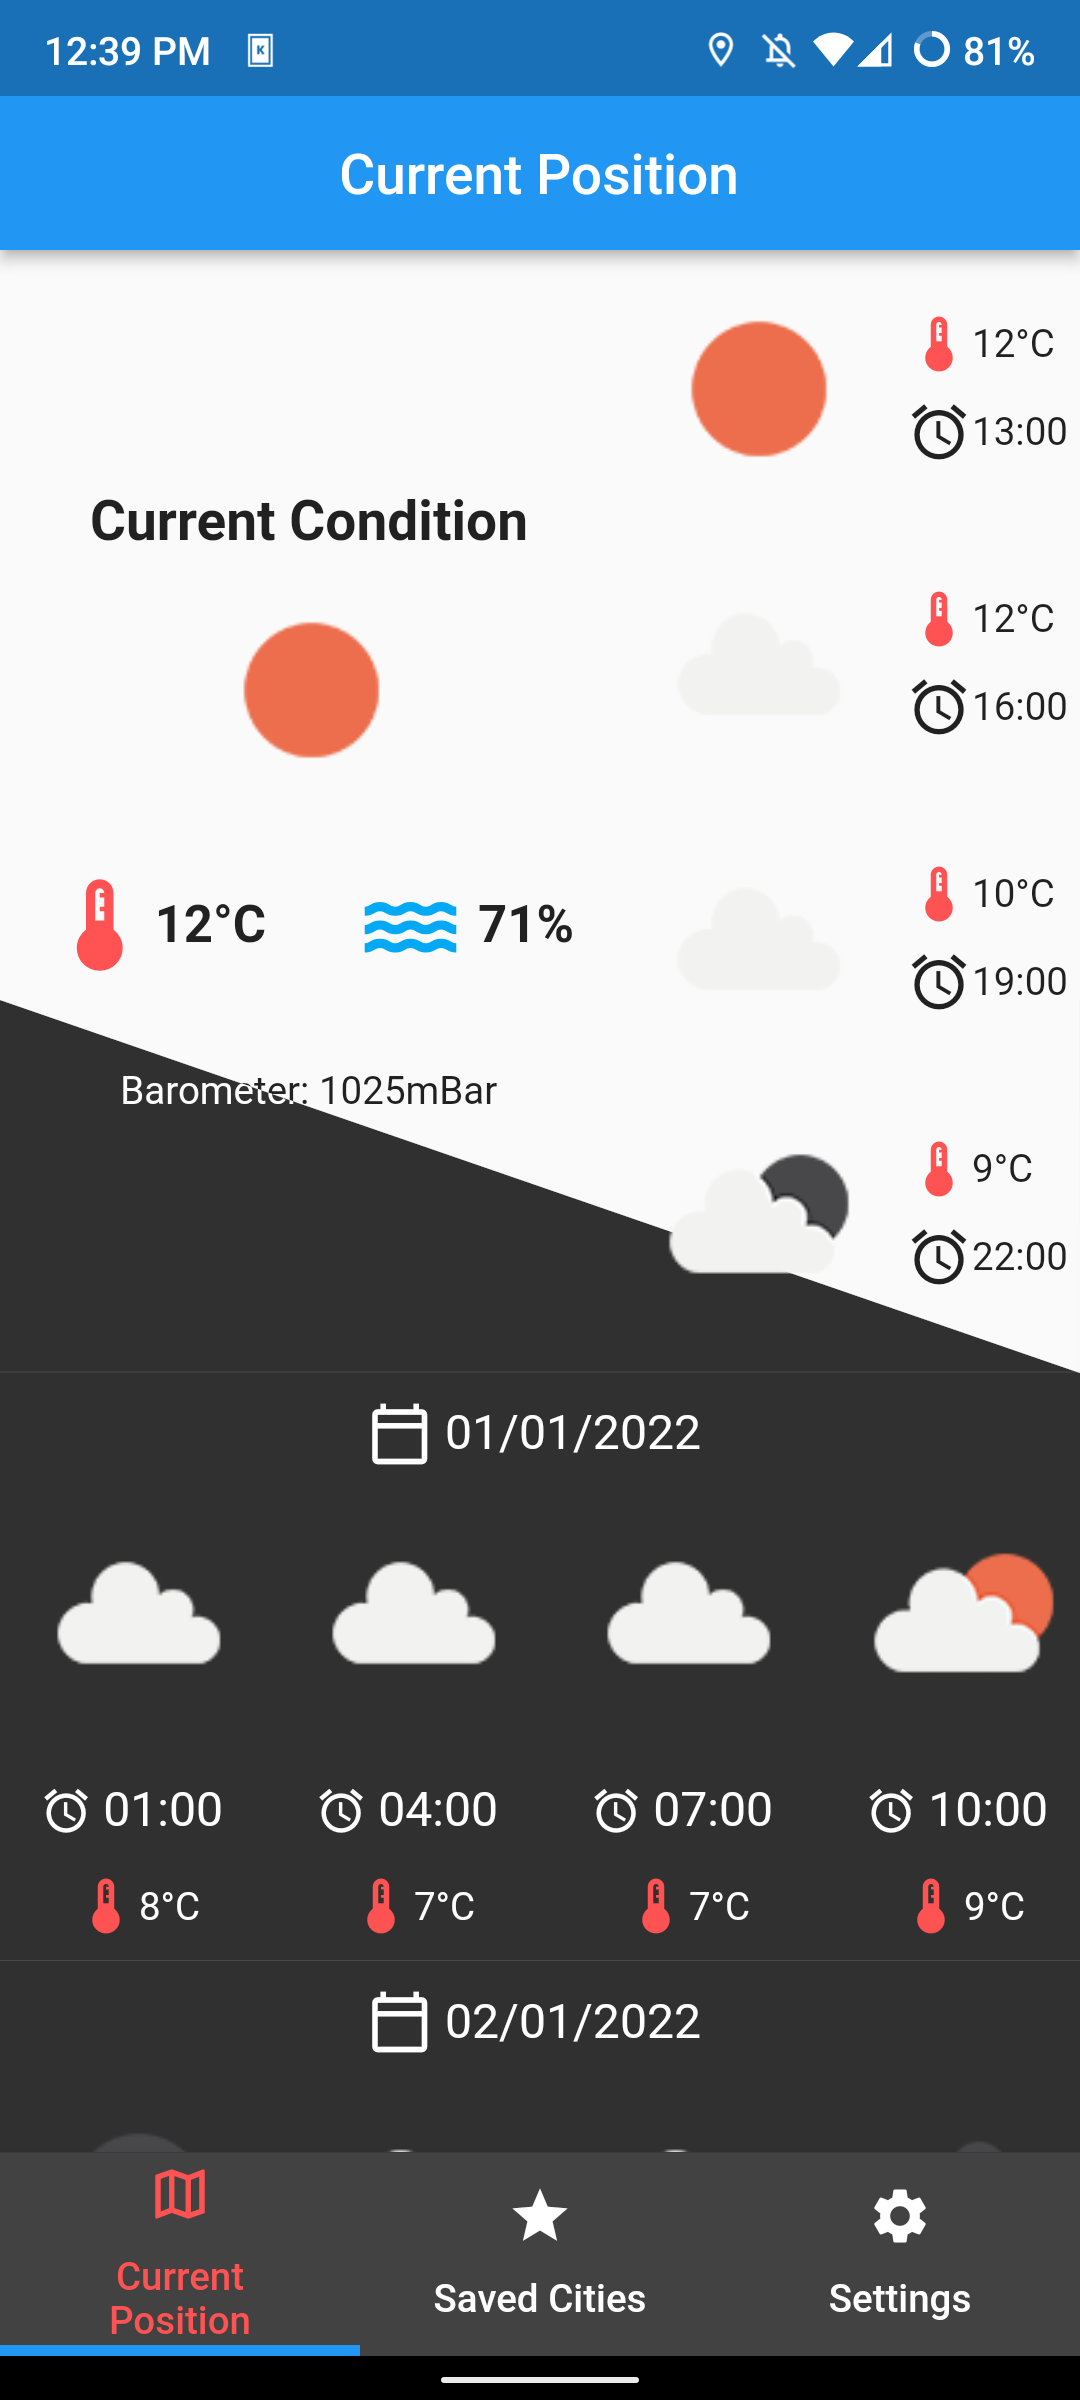 12:39 PM
81%
Current Position
12°C
13:00
Current Condition
12°C
16:00
12°C
71%
10°C
19:00
Barometer: 1025mBar
9°C
22:00
01/01/2022
01:00
04:00
07:00
10:00
8°C
7°C
7°C
9°C
02/01/2022
Current
Position
Saved Cities
Settings